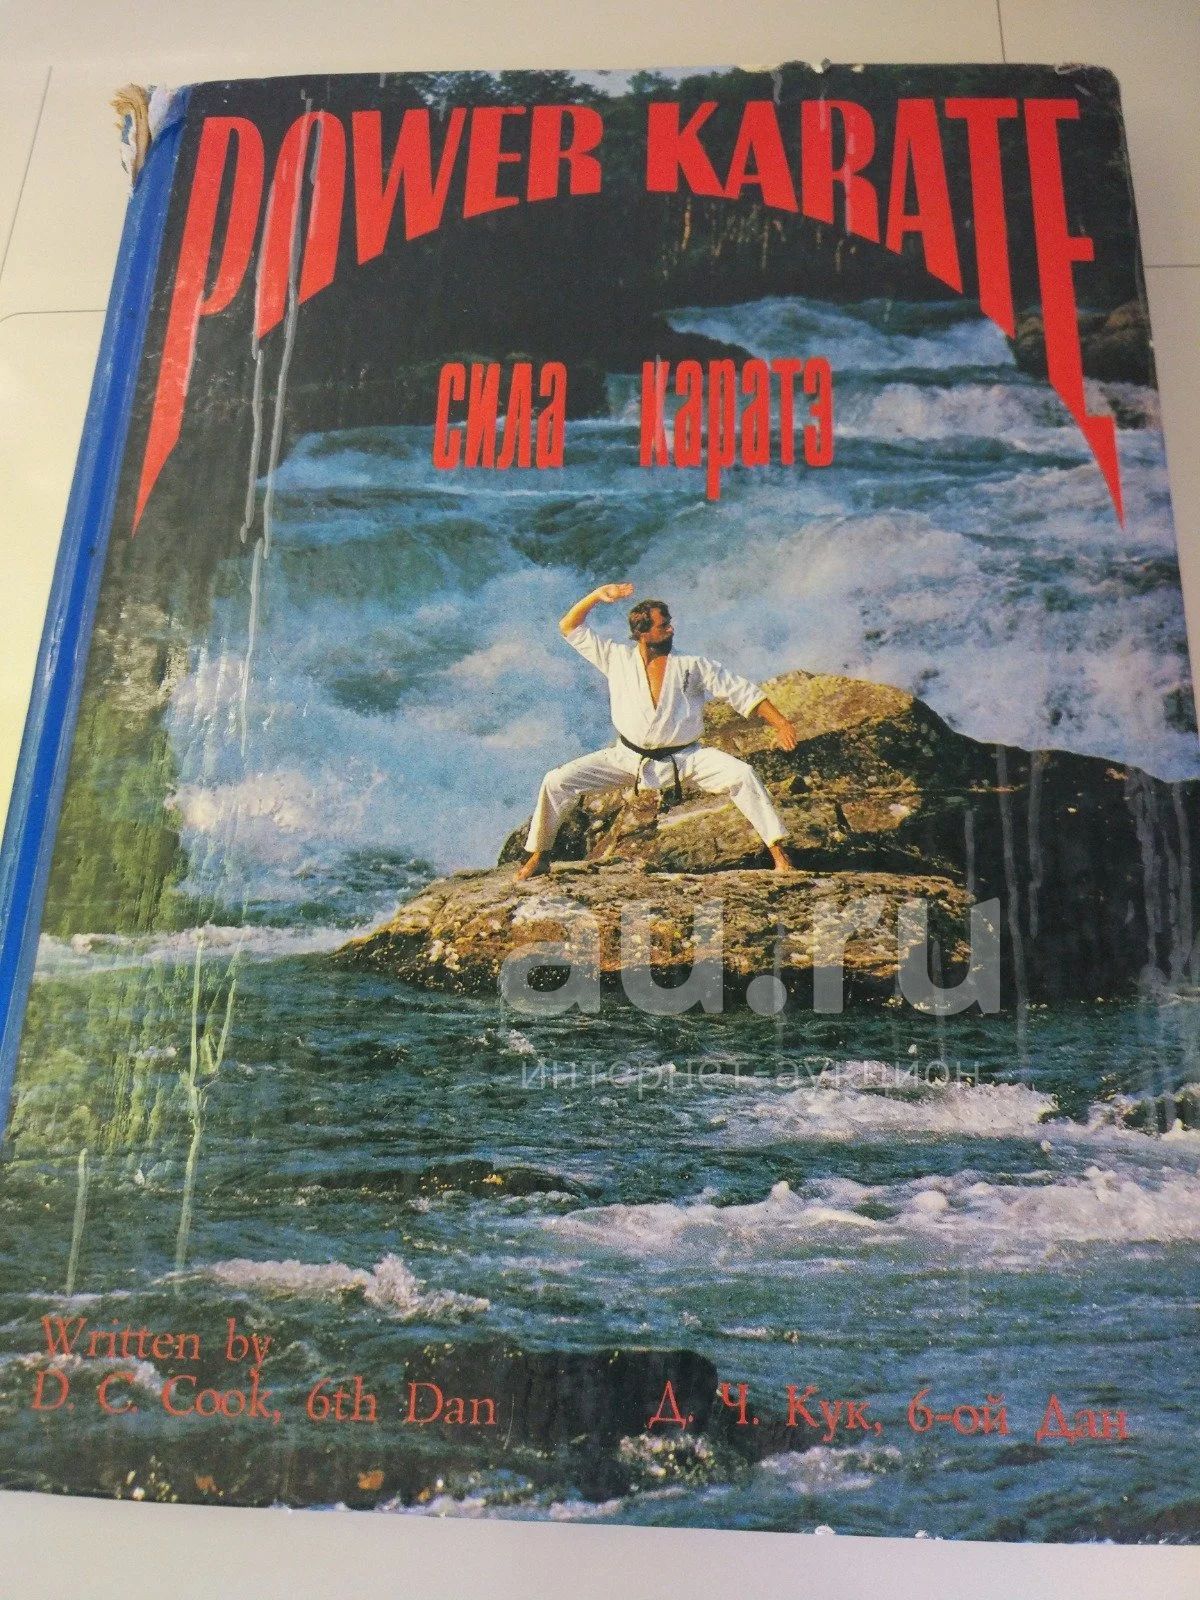 POWER KARATE
сила каратэ
au.ru
интернет-аукцион
Written by
D. C. Cook, 6th Dan
Д. Ч. Кук, 6-ой Дан